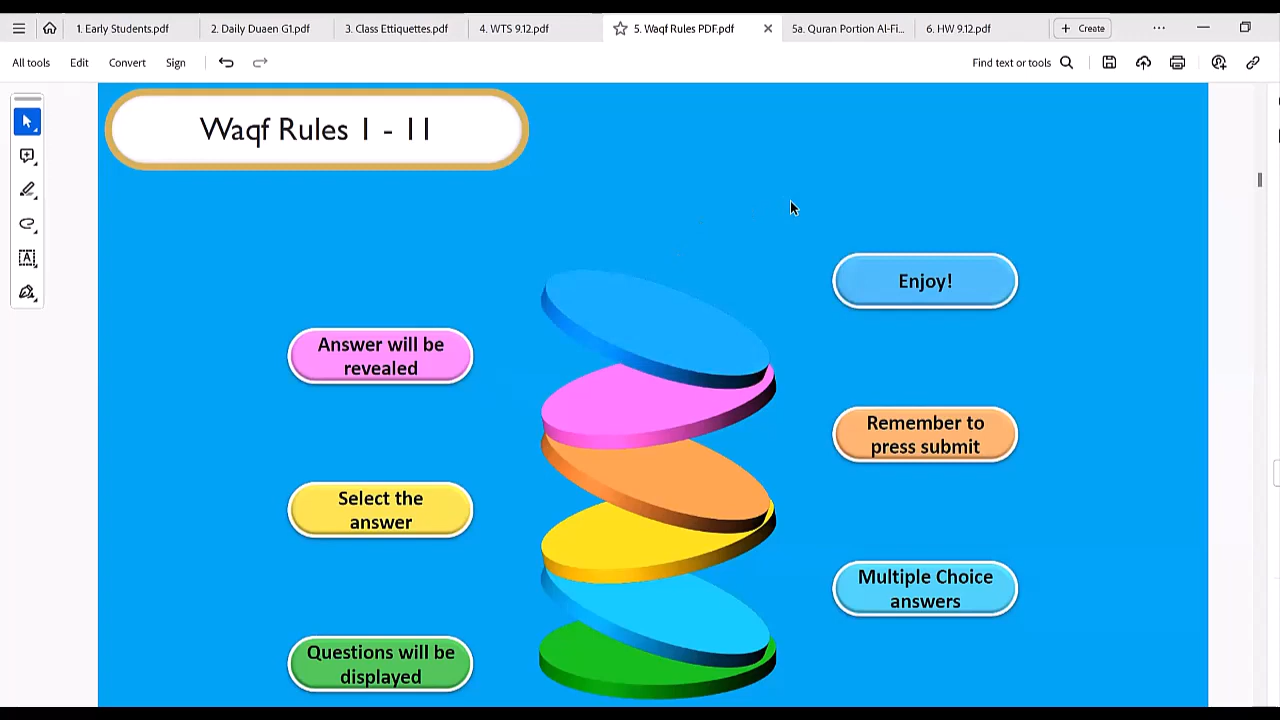 1. Early Students.pdf
2. Daily Duaen G1.pdf
3. Class Ettiquettes.pdf
4. WTS 9.12.pdf
5. Waqf Rules PDF.pdf
5a. Quran Portion Al-Fi...
6. HW 9.12.pdf
+ Create
All tools
Edit
Convert
Sign
Find text or tools
Waqf Rules 1 - 11
Enjoy!
Answer will be
revealed
Remember to
press submit
Select the
answer
Multiple Choice
answers
Questions will be
displayed